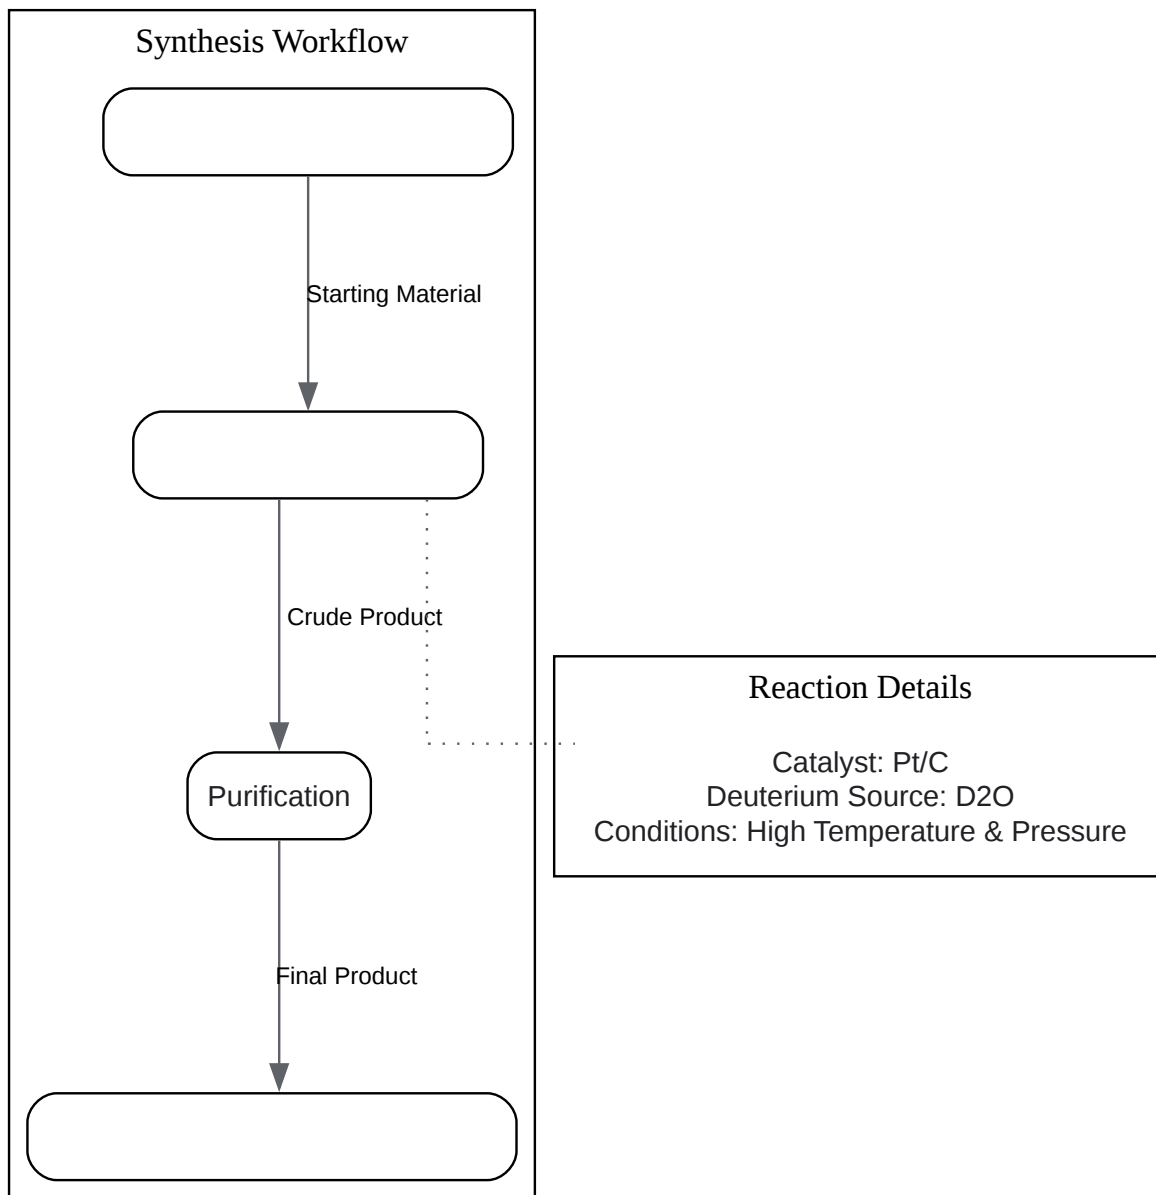 Synthesis Workflow
Starting Material
Crude Product
Purification
Final Product
Reaction Details
Catalyst: Pt/C
Deuterium Source: D2O
Conditions: High Temperature & Pressure